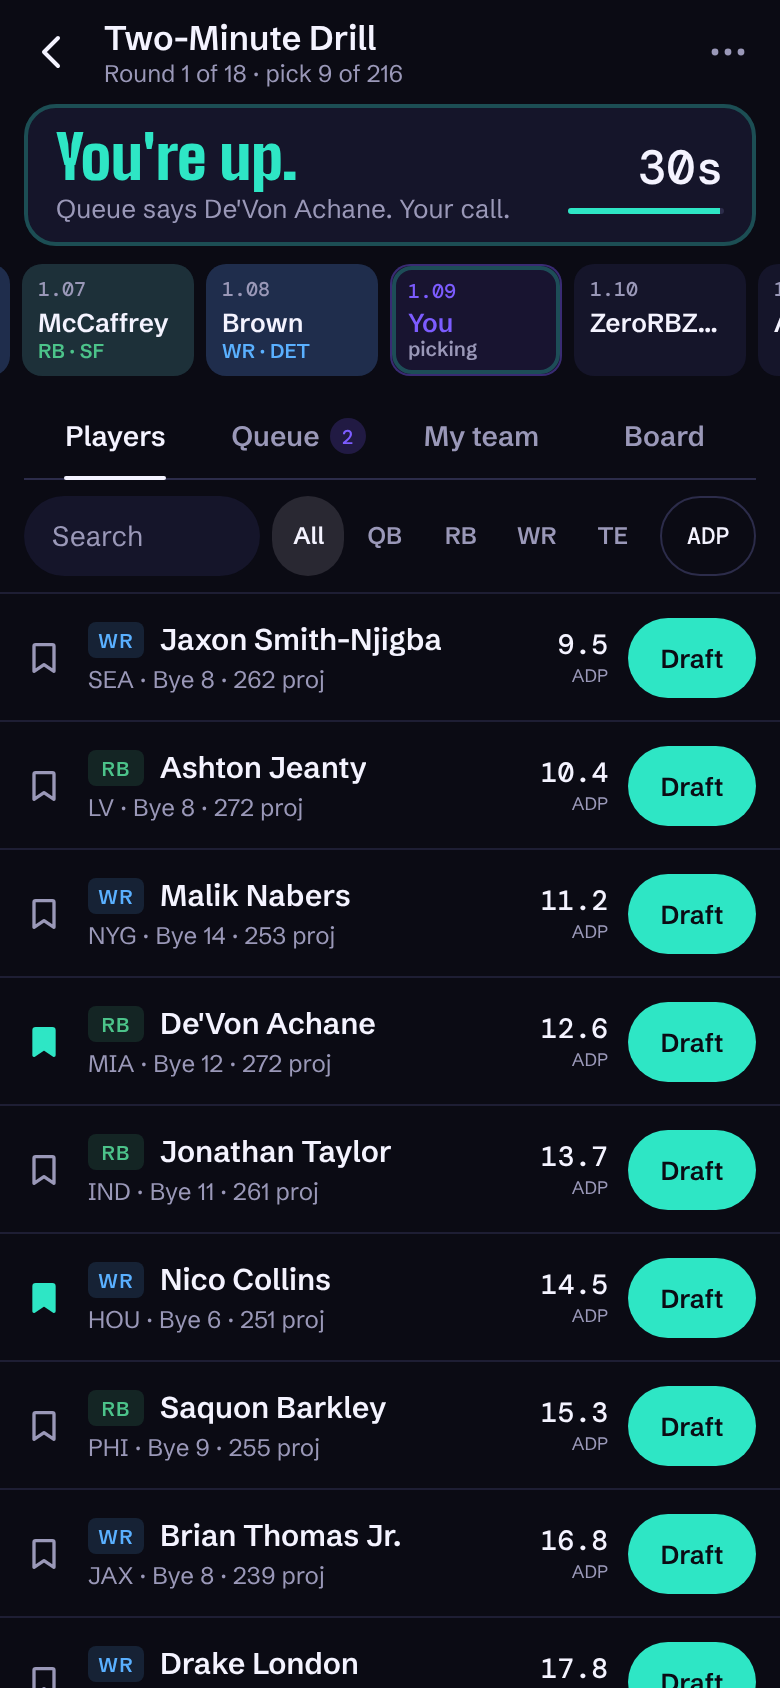 Two-Minute Drill
Round 1 of 18 · pick 9 of 216
You're up.
Queue says De'Von Achane. Your call.
30s
1.07
McCaffrey
RB · SF
1.08
Brown
WR · DET
1.09
You
picking
1.10
ZeroRBZ...
Players
Queue 2
My team
Board
Search
All
QB
RB
WR
TE
ADP
WR Jaxon Smith-Njigba
SEA · Bye 8 · 262 proj
9.5
ADP
Draft
RB Ashton Jeanty
LV · Bye 8 · 272 proj
10.4
ADP
Draft
WR Malik Nabers
NYG · Bye 14 · 253 proj
11.2
ADP
Draft
RB De'Von Achane
MIA · Bye 12 · 272 proj
12.6
ADP
Draft
RB Jonathan Taylor
IND · Bye 11 · 261 proj
13.7
ADP
Draft
WR Nico Collins
HOU · Bye 6 · 251 proj
14.5
ADP
Draft
RB Saquon Barkley
PHI · Bye 9 · 255 proj
15.3
ADP
Draft
WR Brian Thomas Jr.
JAX · Bye 8 · 239 proj
16.8
ADP
Draft
WR Drake London
17.8
Draft